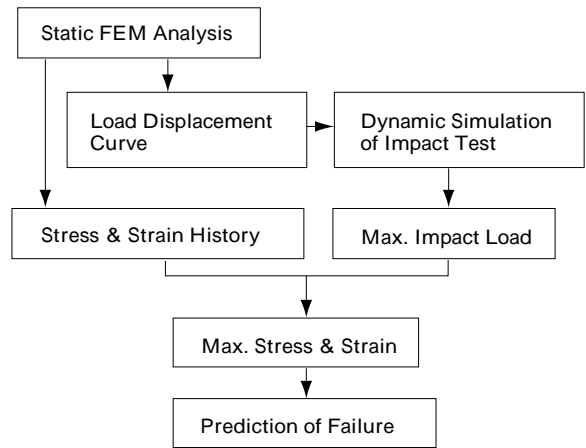 Static FEM Analysis
Load Displacement
Curve
Dynamic Simulation
of Impact Test
Stress & Strain History
Max. Impact Load
Max. Stress & Strain
Prediction of Failure